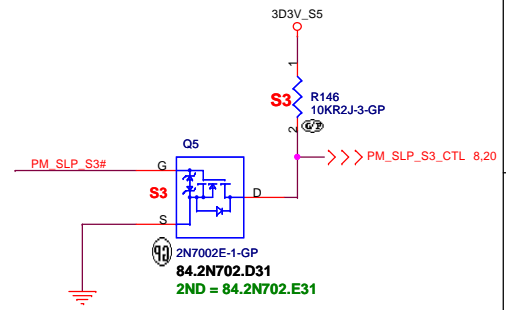 3D3V_S5
1
S3
R146
10KR2J-3-GP
2
G/P
PM_SLP_S3_CTL 8,20
Q5
PM_SLP_S3#
G
S3
D
S
GP
2N7002E-1-GP
84.2N702.D31
2ND = 84.2N702.E31